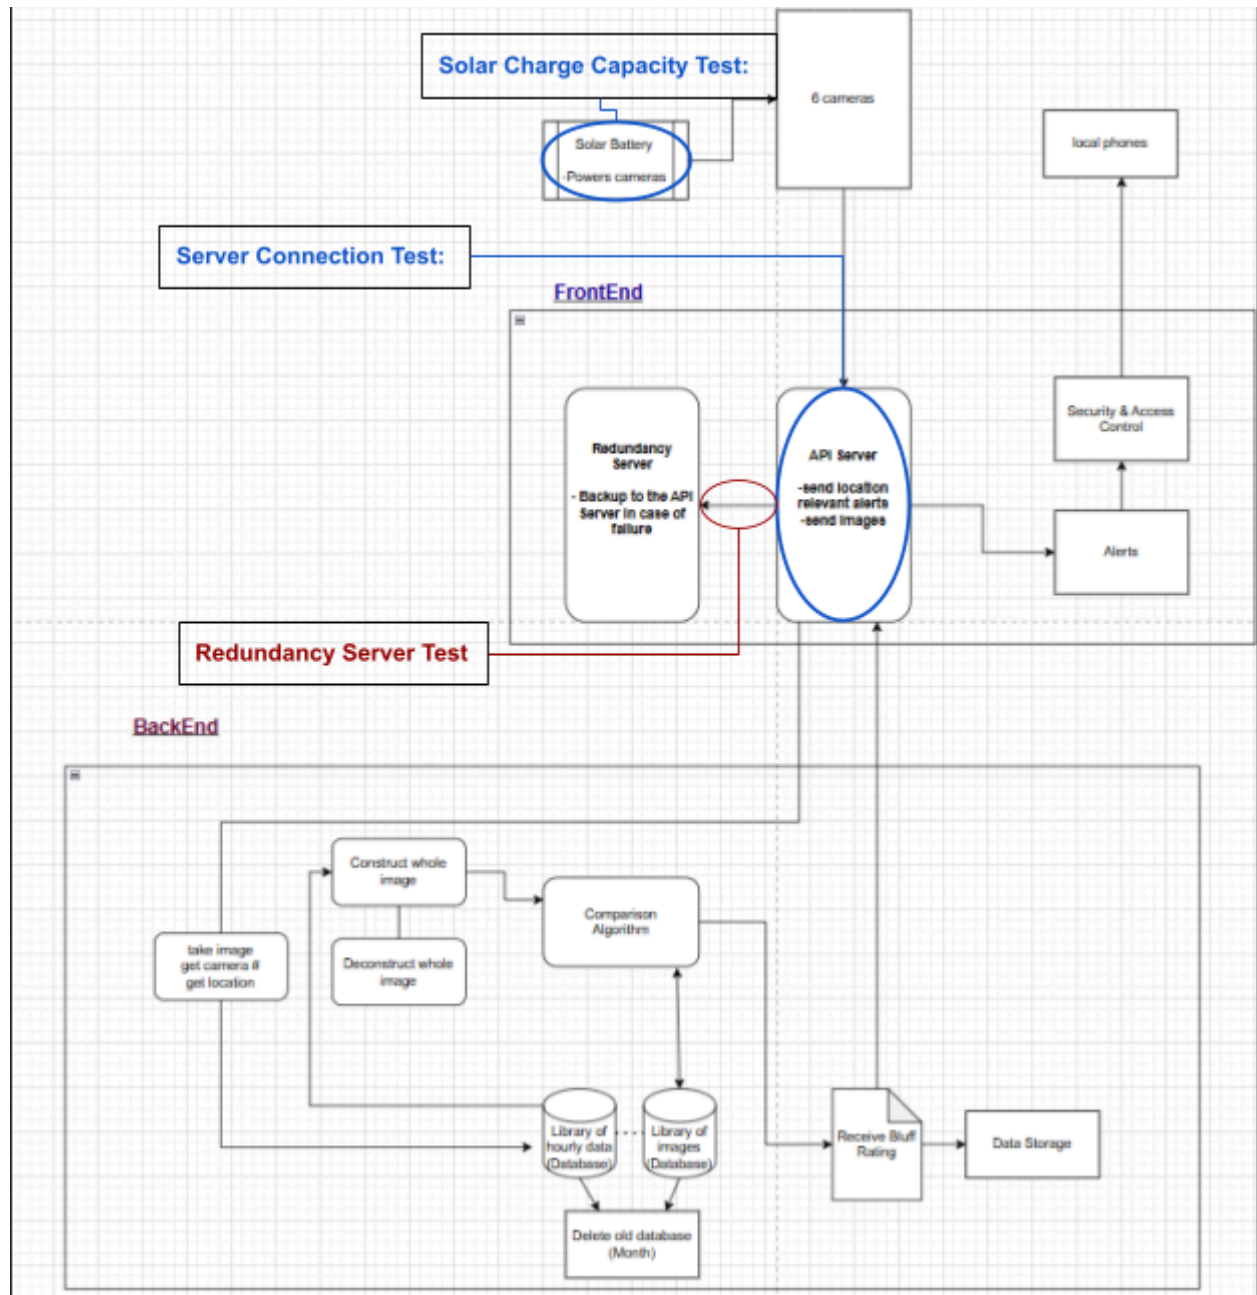 Solar Charge Capacity Test:
6 cameras
Solar Battery
-Powers cameras
local phones
Server Connection Test:
FrontEnd
Redundancy
Server
- Backup to the API
Server in case of
failure
API Server
-send location
relevant alerts
-send images
Security & Access
Control
Alerts
Redundancy Server Test
BackEnd
Construct whole
image
Comparison
Algorithm
take image
get camera #
get location
Deconstruct whole
image
Library of
hourly data
(Database)
Library of
images
(Database)
Receive Bluff
Rating
Data Storage
Delete old database
(Month)